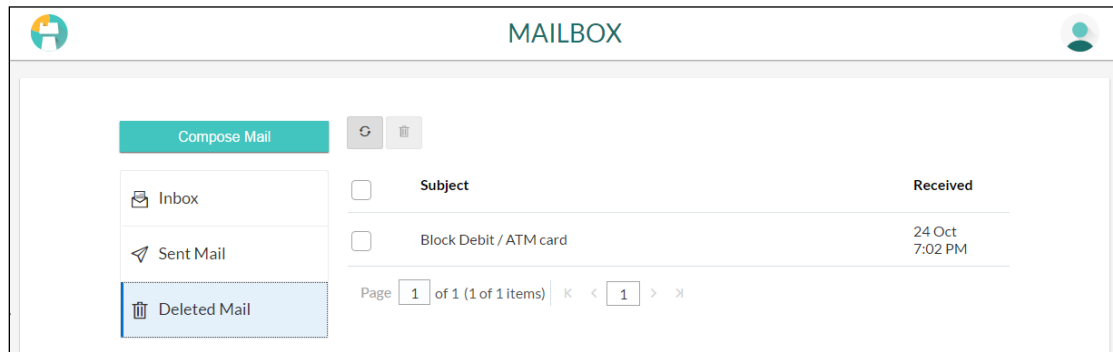 MAILBOX
Compose Mail
Inbox
Sent Mail
Deleted Mail
Subject Received
Block Debit / ATM card 24 Oct
7:02 PM
Page 1 of 1 (1 of 1 items) K < 1 > Ʞ